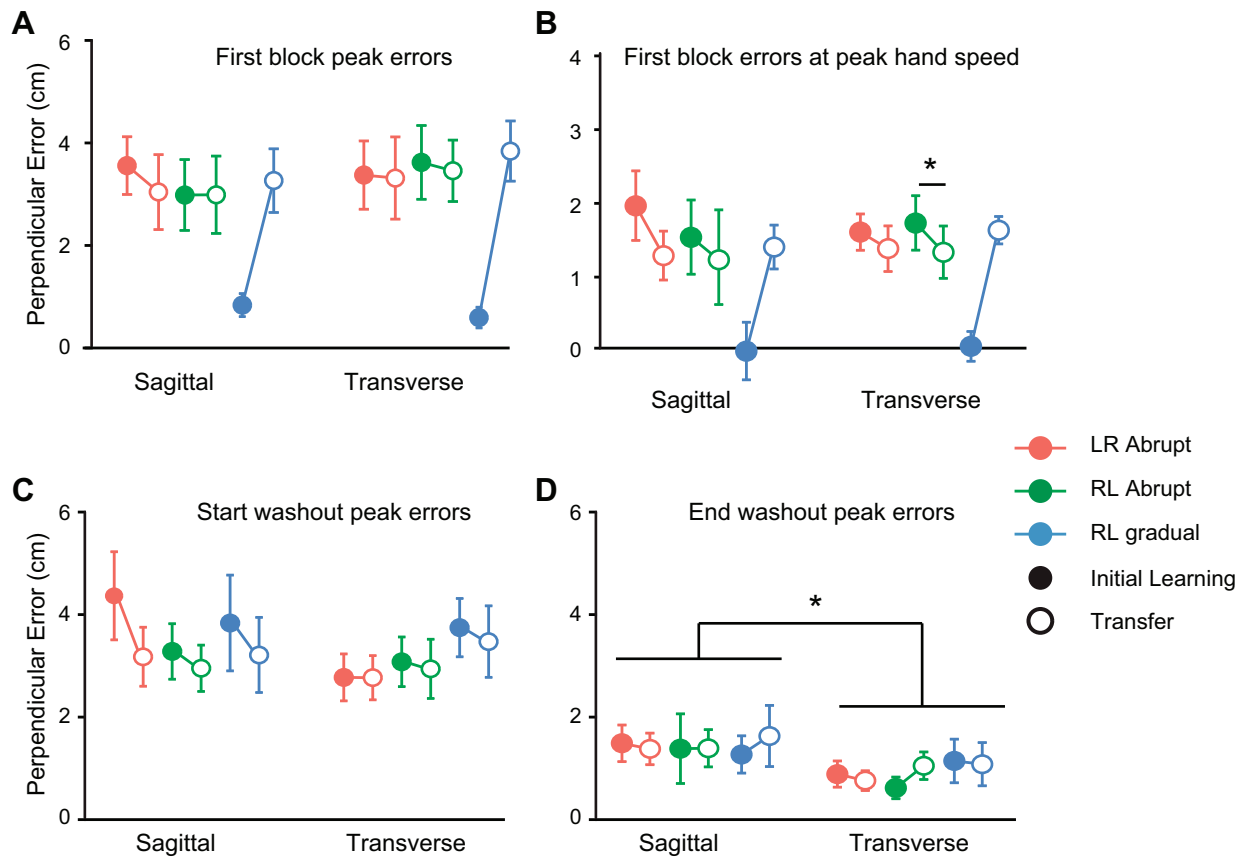 A
First block peak errors
Perpendicular Error (cm)
6
4
2
0
Sagittal
Transverse
B
First block errors at peak hand speed
4
3
2
1
0
*
Sagittal
Transverse
C
Start washout peak errors
Perpendicular Error (cm)
6
4
2
0
Sagittal
Transverse
D
End washout peak errors
6
4
2
0
*
Sagittal
Transverse
LR Abrupt
RL Abrupt
RL gradual
Initial Learning
Transfer